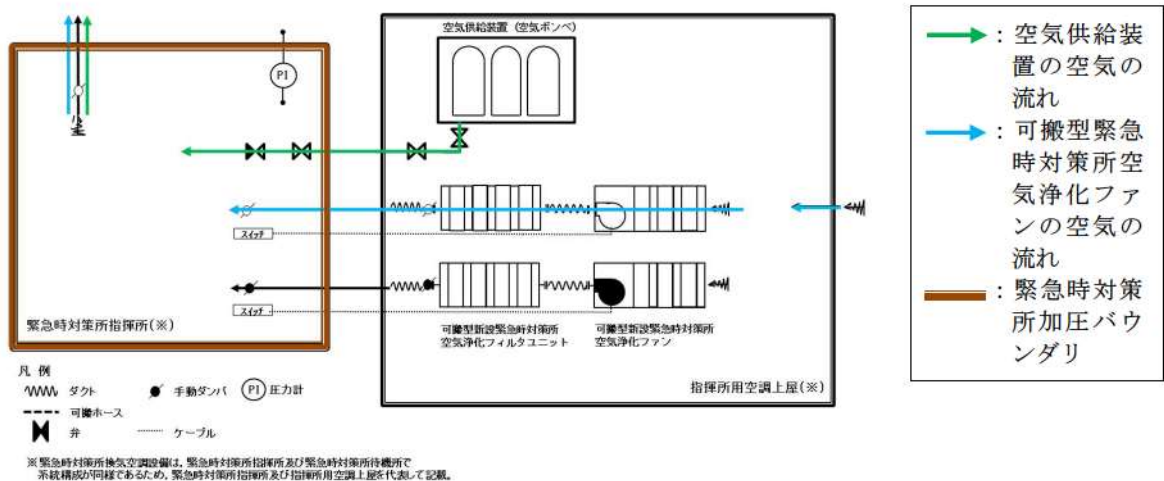 空気供給装置(空気ボンベ)
PI
スイッチ
スイッチ
緊急時対策所指揮所(※)
可搬型新設緊急時対策所
空気浄化フィルタユニット
可搬型新設緊急時対策所
空気浄化ファン
指揮所用空調上屋(※)
凡 例
ダクト
手動ダンパ
PI
圧力計
可搬ホース
弁
ケーブル
※緊急時対策所換気空調設備は、緊急時対策所指揮所及び緊急時対策所待機所で
系統構成が同様であるため、緊急時対策所指揮所及び指揮所用空調上屋を代表して記載。
:空気供給装
置の空気の
流れ
:可搬型緊急
時対策所空
気浄化ファ
ンの空気の
流れ
:緊急時対策
所加圧バウ
ンダリ